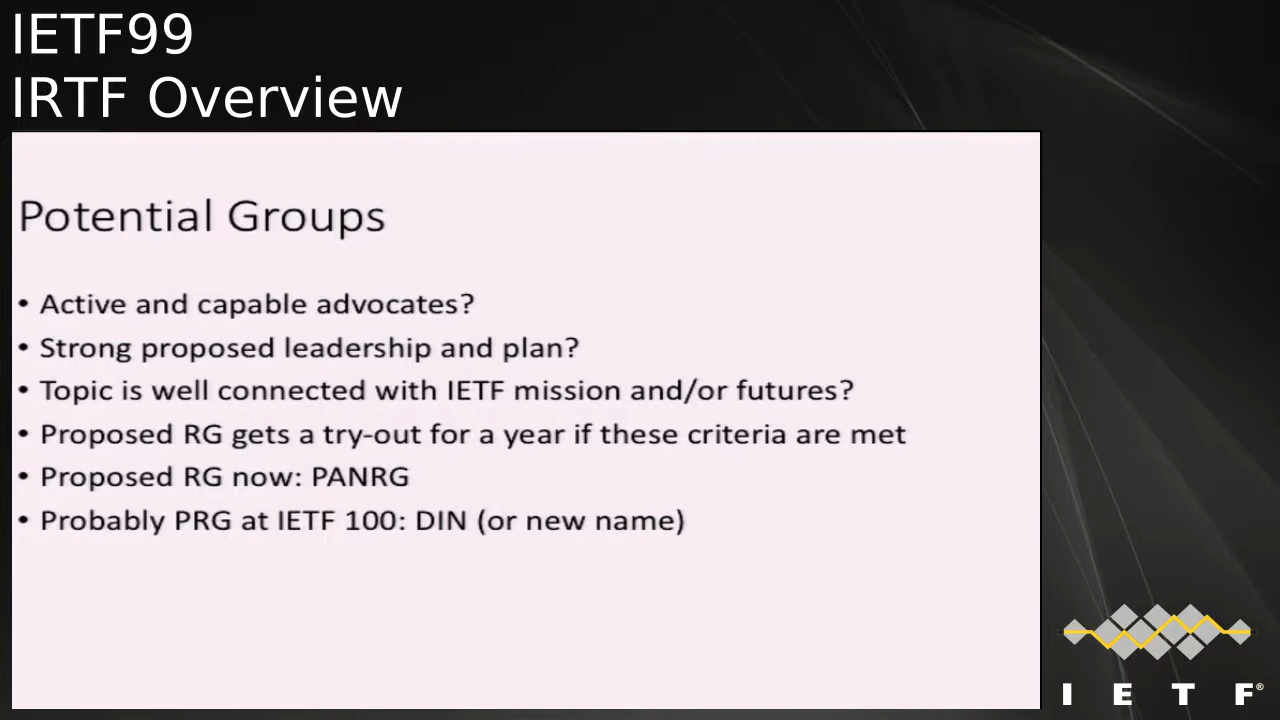 IETF99
IRTF Overview
Potential Groups
• Active and capable advocates?
• Strong proposed leadership and plan?
• Topic is well connected with IETF mission and/or futures?
• Proposed RG gets a try-out for a year if these criteria are met
• Proposed RG now: PANRG
• Probably PRG at IETF 100: DIN (or new name)
I E T F®